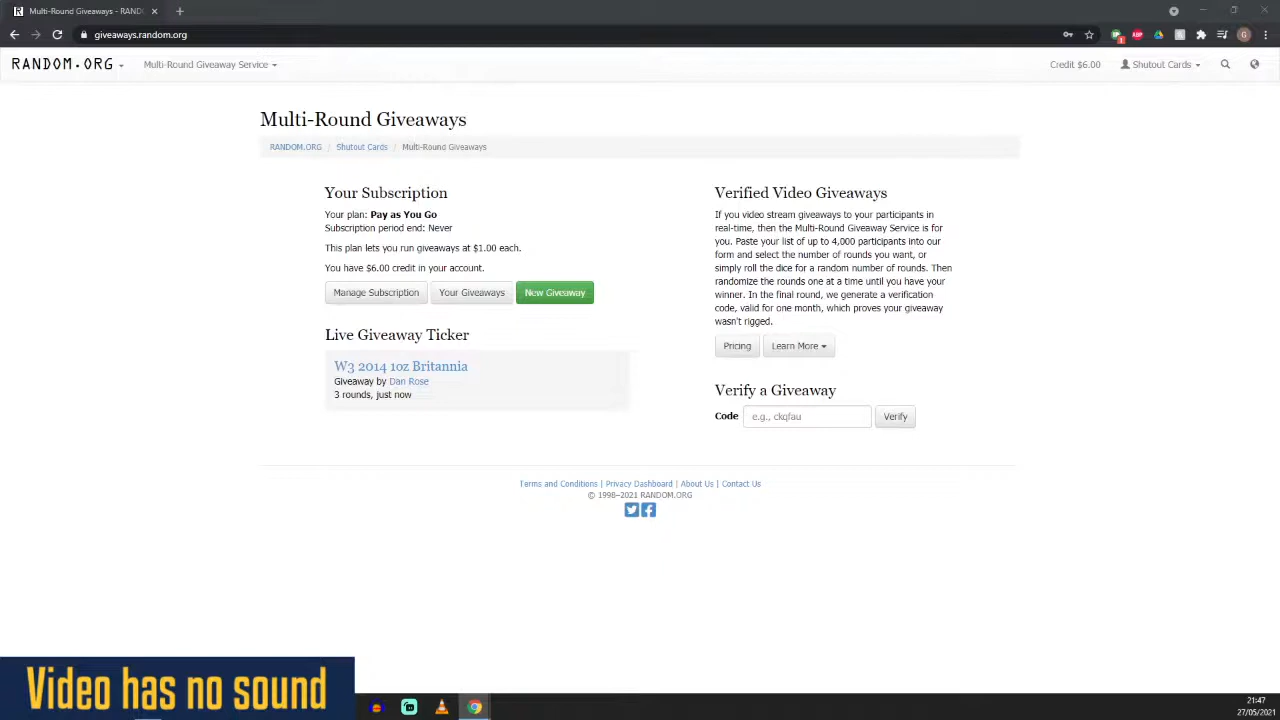 Multi-Round Giveaways - RAND
giveaways.random.org
RANDOM.ORG
Multi-Round Giveaway Service
Credit $6.00
Shutout Cards
Multi-Round Giveaways
RANDOM.ORG / Shutout Cards / Multi-Round Giveaways
Your Subscription
Your plan: Pay as You Go
Subscription period end: Never
This plan lets you run giveaways at $1.00 each.
You have $6.00 credit in your account.
Manage Subscription
Your Giveaways
New Giveaway
Live Giveaway Ticker
W3 2014 1oz Britannia
Giveaway by Dan Rose
3 rounds, just now
Verified Video Giveaways
If you video stream giveaways to your participants in
real-time, then the Multi-Round Giveaway Service is for
you. Paste your list of up to 4,000 participants into our
form and select the number of rounds you want, or
simply roll the dice for a random number of rounds. Then
randomize the rounds one at a time until you have your
winner. In the final round, we generate a verification
code, valid for one month, which proves your giveaway
wasn't rigged.
Pricing
Learn More
Verify a Giveaway
Code
e.g., ckqfau
Verify
Terms and Conditions | Privacy Dashboard | About Us | Contact Us
© 1998–2021 RANDOM.ORG
Video has no sound
21:47
27/05/2021